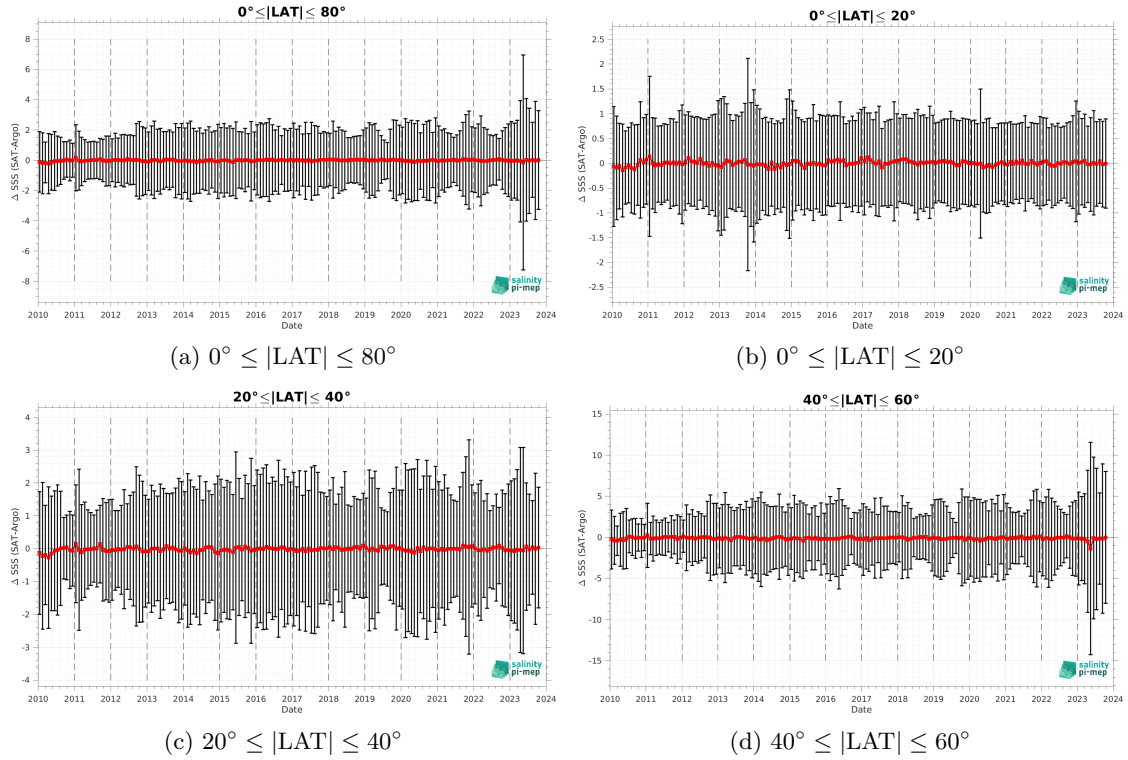 0°≤|LAT|≤ 80°
Δ SSS (SAT-Argo)
8
6
4
2
0
-2
-4
-6
-8
2010 2011 2012 2013 2014 2015 2016 2017 2018 2019 2020 2021 2022 2023 2024
Date
salinity
pi-mep
(a) 0° ≤ |LAT| ≤ 80°
0°≤|LAT|≤ 20°
Δ SSS (SAT-Argo)
2.5
2
1.5
1
0.5
0
-0.5
-1
-1.5
-2
-2.5
2010 2011 2012 2013 2014 2015 2016 2017 2018 2019 2020 2021 2022 2023 2024
Date
salinity
pi-mep
(b) 0° ≤ |LAT| ≤ 20°
20°≤|LAT|≤ 40°
Δ SSS (SAT-Argo)
4
3
2
1
0
-1
-2
-3
-4
2010 2011 2012 2013 2014 2015 2016 2017 2018 2019 2020 2021 2022 2023 2024
Date
salinity
pi-mep
(c) 20° ≤ |LAT| ≤ 40°
40°≤|LAT|≤ 60°
Δ SSS (SAT-Argo)
15
10
5
0
-5
-10
-15
2010 2011 2012 2013 2014 2015 2016 2017 2018 2019 2020 2021 2022 2023 2024
Date
salinity
pi-mep
(d) 40° ≤ |LAT| ≤ 60°